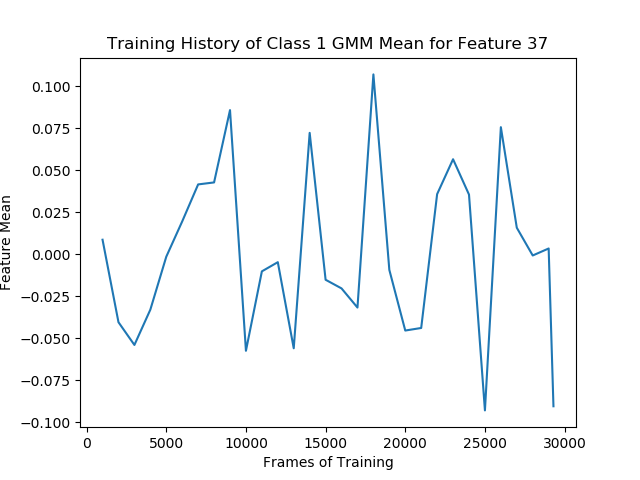 Training History of Class 1 GMM Mean for Feature 37
0.100
0.075
0.050
0.025
0.000
−0.025
−0.050
−0.075
−0.100
Feature Mean
0 5000 10000 15000 20000 25000 30000
Frames of Training